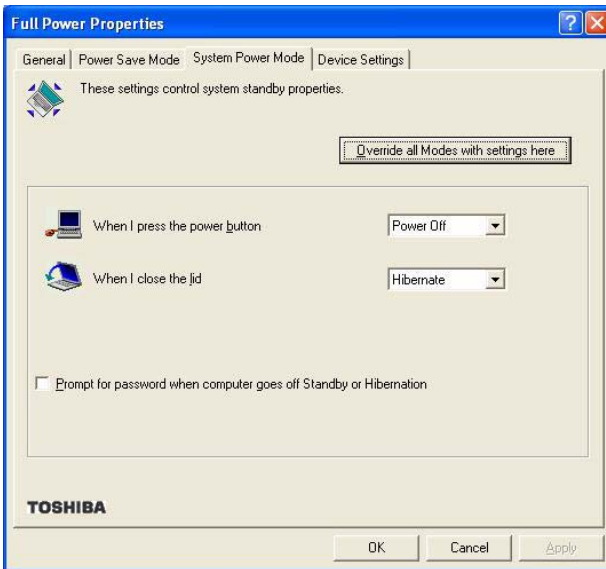 Full Power Properties
General Power Save Mode System Power Mode Device Settings
These settings control system standby properties.
Override all Modes with settings here
When I press the power button Power Off
When I close the lid Hibernate
Prompt for password when computer goes off Standby or Hibernation
TOSHIBA
OK Cancel Apply